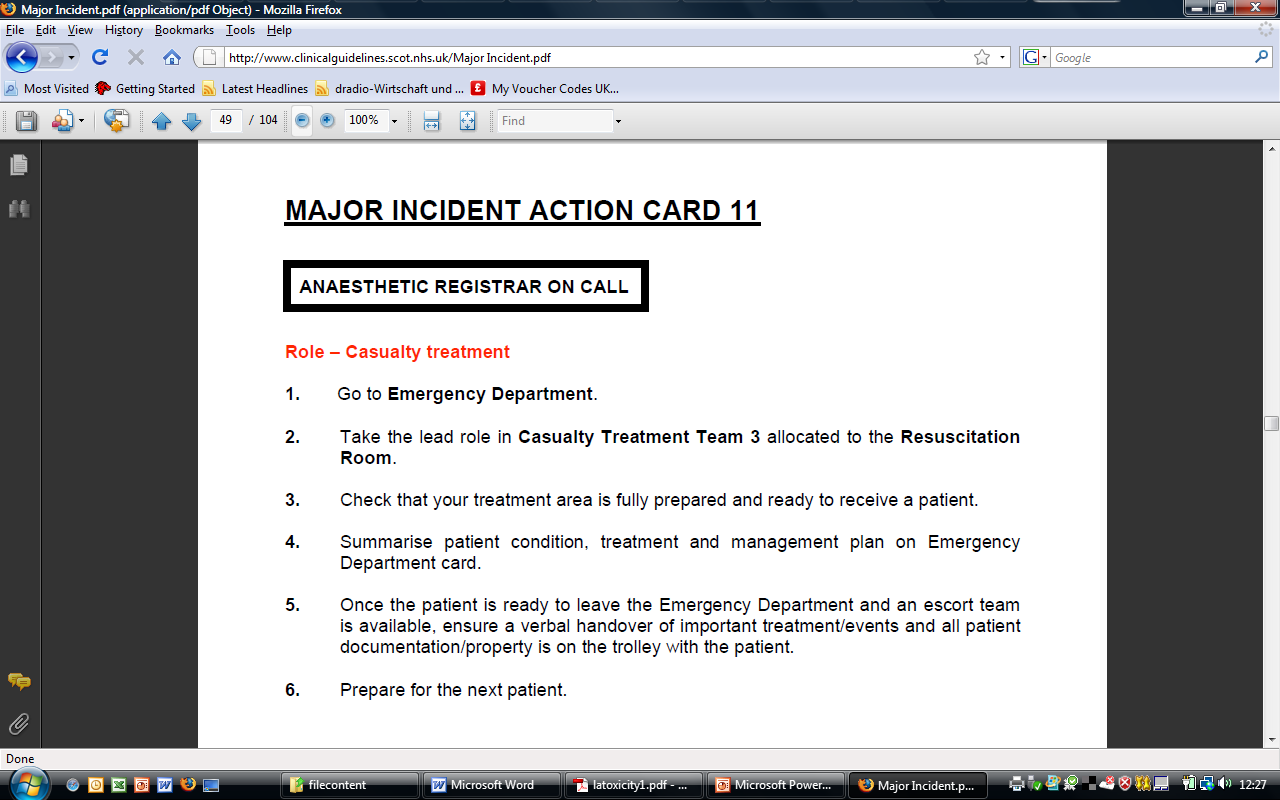 Major Incident.pdf (application/pdf Object) - Mozilla Firefox
File Edit View History Bookmarks Tools Help
http://www.clinicalguidelines.scot.nhs.uk/Major Incident.pdf
G Google
Most Visited Getting Started Latest Headlines dradio-Wirtschaft und ... £ My Voucher Codes UK...
49 / 104 100% Find
MAJOR INCIDENT ACTION CARD 11
ANAESTHETIC REGISTRAR ON CALL
Role – Casualty treatment
1. Go to Emergency Department.
2. Take the lead role in Casualty Treatment Team 3 allocated to the Resuscitation
Room.
3. Check that your treatment area is fully prepared and ready to receive a patient.
4. Summarise patient condition, treatment and management plan on Emergency
Department card.
5. Once the patient is ready to leave the Emergency Department and an escort team
is available, ensure a verbal handover of important treatment/events and all patient
documentation/property is on the trolley with the patient.
6. Prepare for the next patient.
Done
filecontent Microsoft Word latoxicity1.pdf - ... Microsoft Power... Major Incident.p... 12:27